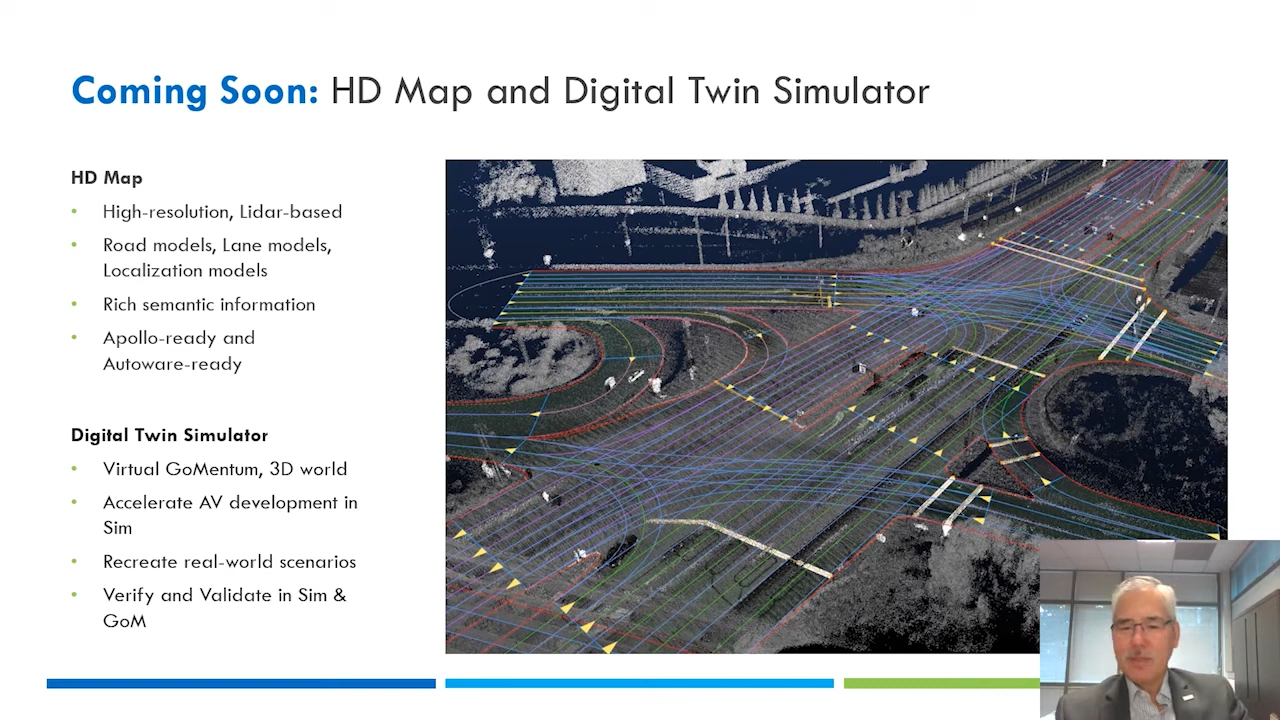 Coming Soon: HD Map and Digital Twin Simulator
HD Map
• High-resolution, Lidar-based
• Road models, Lane models,
Localization models
• Rich semantic information
• Apollo-ready and
Autoware-ready
Digital Twin Simulator
• Virtual GoMentum, 3D world
• Accelerate AV development in
Sim
• Recreate real-world scenarios
• Verify and Validate in Sim &
GoM